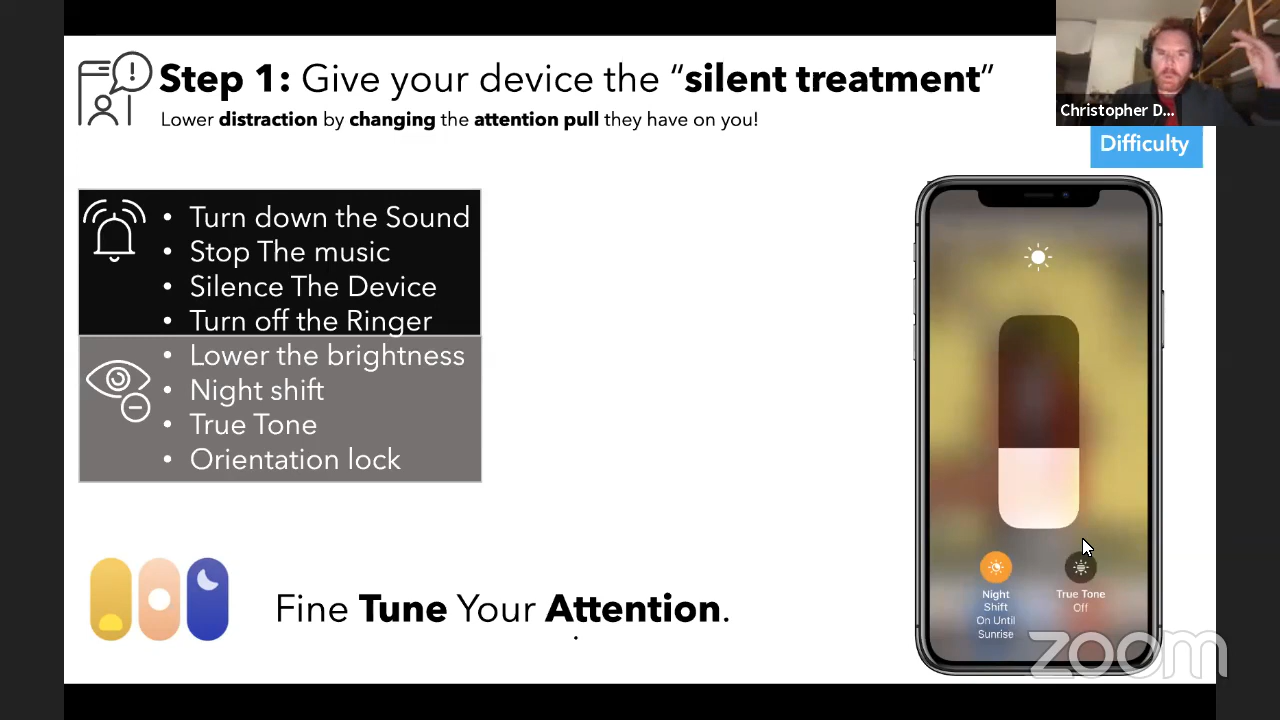 Step 1: Give your device the “silent treatment”
Lower distraction by changing the attention pull they have on you!
Christopher D...
Difficulty
• Turn down the Sound
• Stop The music
• Silence The Device
• Turn off the Ringer
• Lower the brightness
• Night shift
• True Tone
• Orientation lock
Night
Shift
On Until
Sunrise
True Tone
Off
Fine Tune Your Attention.
zoom